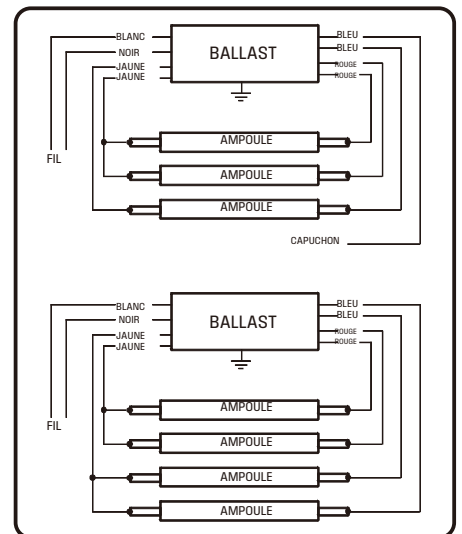 BLANC
NOIR
JAUNE
JAUNE
BALLAST
BLEU
BLEU
ROUGE
ROUGE
AMPOULE
AMPOULE
AMPOULE
FIL
CAPUCHON
BLANC
NOIR
JAUNE
JAUNE
BALLAST
BLEU
BLEU
ROUGE
ROUGE
AMPOULE
AMPOULE
AMPOULE
AMPOULE
FIL